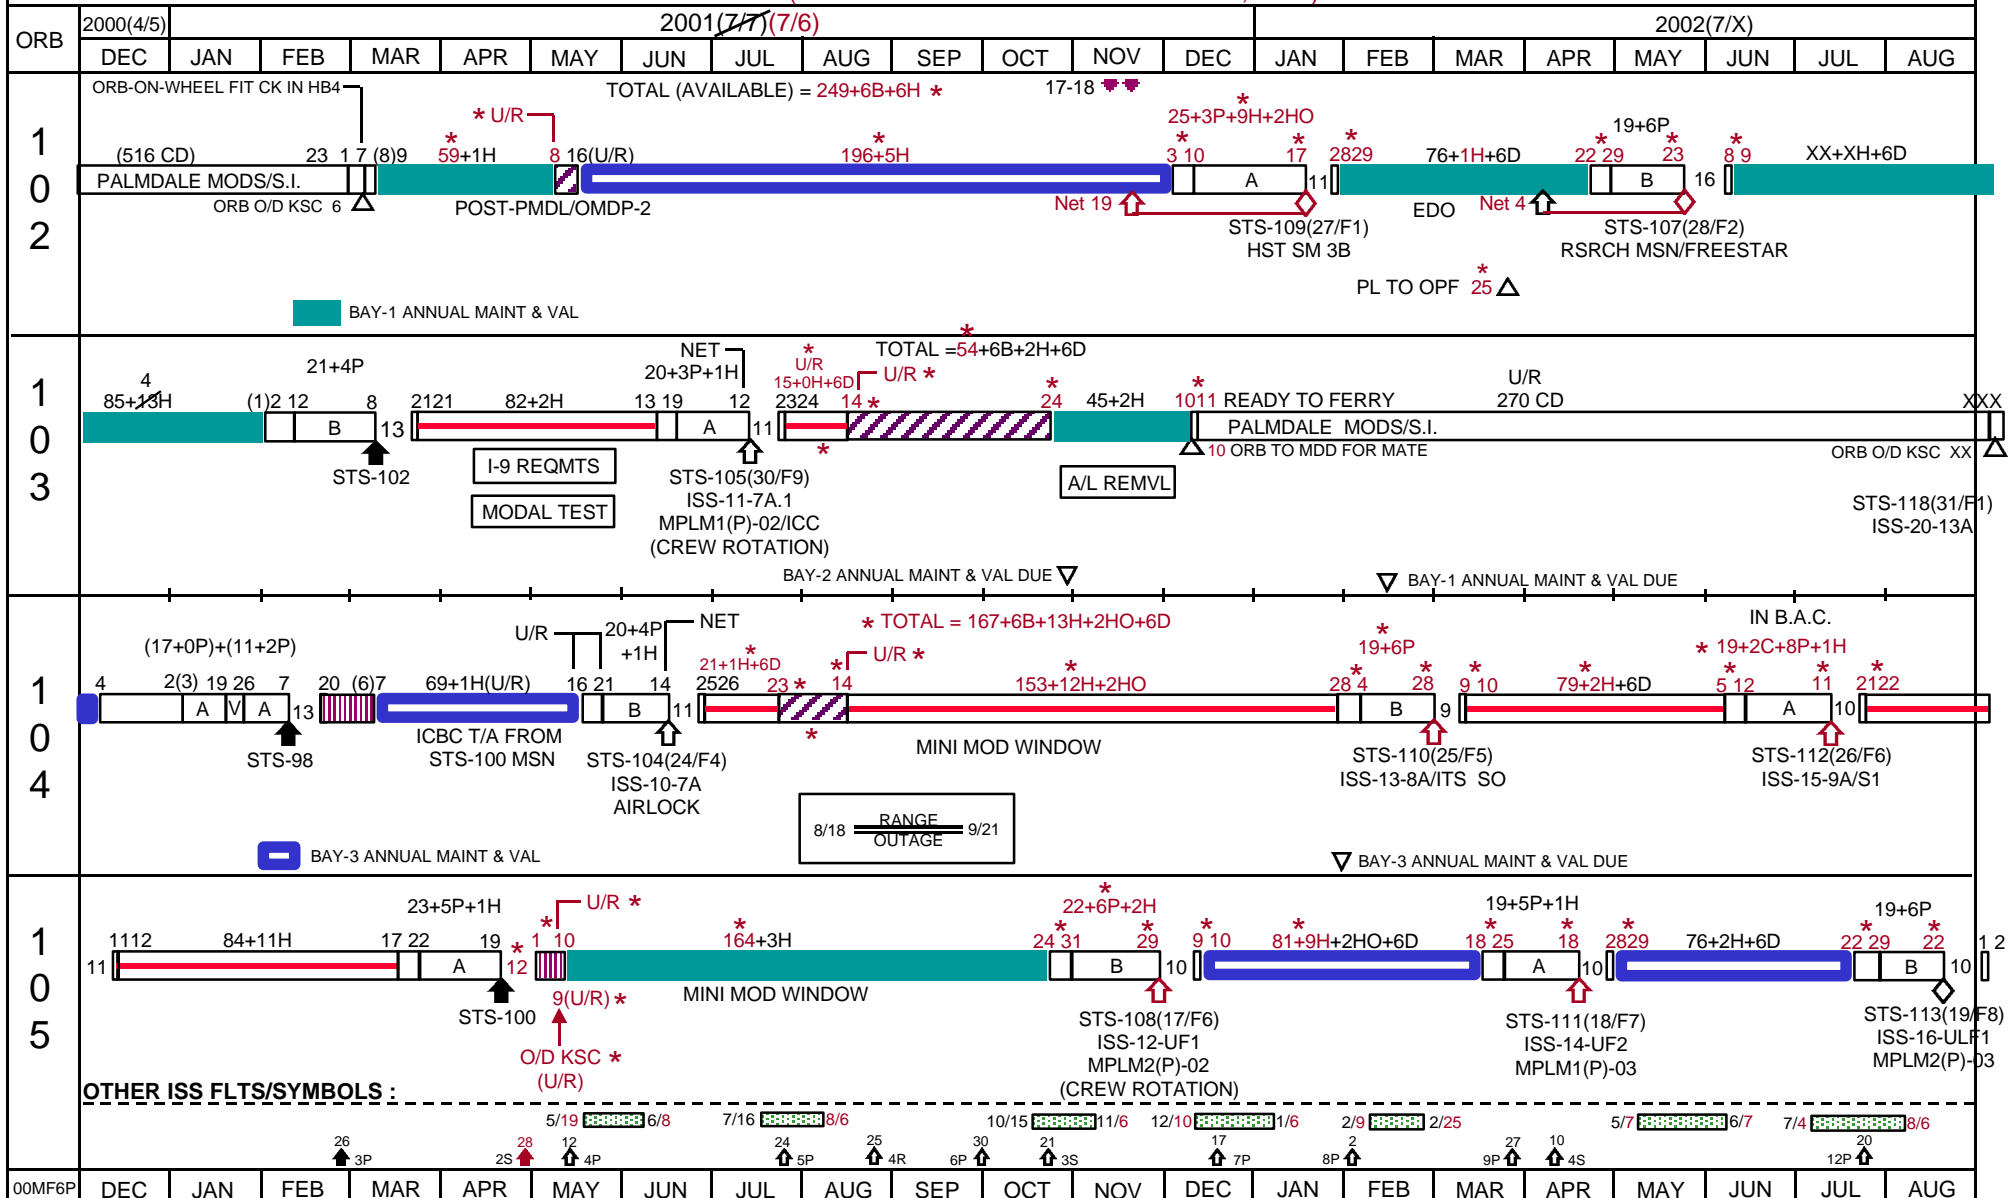 2000(4/5) 2001(7/7)(7/6) 2002(7/X)
ORB DEC JAN FEB MAR APR MAY JUN JUL AUG SEP OCT NOV DEC JAN FEB MAR APR MAY JUN JUL AUG
ORB-ON-WHEEL FIT CK IN HB4 TOTAL (AVAILABLE) = 249+6B+6H * 17-18
* U/R * * 25+3P+9H+2HO 19+6P
(516 CD) 23 1 7 (8)9 59+1H 8 16(U/R) 196+5H 3 10 17 2829 76+1H+6D 22 29 23 8 9 XX+XH+6D
102
PALMDALE MODS/S.I. A 11 B 16
ORB O/D KSC 6 POST-PMDL/OMDP-2 Net 19 EDO Net 4
STS-109(27/F1) STS-107(28/F2)
HST SM 3B RSRCH MSN/FREESTAR
PL TO OPF 25 *
BAY-1 ANNUAL MAINT & VAL
NET TOTAL =54+6B+2H+6D *
21+4P 20+3P+1H U/R * U/R * U/R
4 15+0H+6D
85+13H (1)2 12 8 2121 82+2H 13 19 12 2324 14 * 24 45+2H 1011 READY TO FERRY 270 CD XXX
103
B 13 A 11 PALMDALE MODS/S.I.
10 ORB TO MDD FOR MATE ORB O/D KSC XX
STS-102 I-9 REQMTS STS-105(30/F9) A/L REMVL
MODAL TEST ISS-11-7A.1 STS-118(31/F1)
MPLM1(P)-02/ICC ISS-20-13A
(CREW ROTATION)
BAY-2 ANNUAL MAINT & VAL DUE BAY-1 ANNUAL MAINT & VAL DUE
U/R 20+4P +1H NET * TOTAL = 167+6B+13H+2HO+6D IN B.A.C.
(17+0P)+(11+2P) 21+1H+6D U/R * 19+6P * 19+2C+8P+1H
4 2(3) 19 26 7 20 (6)7 69+1H(U/R) 16 21 14 2526 23 * 14 153+12H+2HO 28 4 28 9 10 79+2H+6D 5 12 11 2122
104
A V A 13 B 11 B 9 A 10
STS-98 ICBC T/A FROM STS-104(24/F4) MINI MOD WINDOW STS-110(25/F5) STS-112(26/F6)
STS-100 MSN ISS-10-7A ISS-13-8A/ITS SO ISS-15-9A/S1
AIRLOCK
8/18 RANGE OUTAGE 9/21
BAY-3 ANNUAL MAINT & VAL BAY-3 ANNUAL MAINT & VAL DUE
23+5P+1H U/R * 22+6P+2H 19+5P+1H 19+6P
1112 84+11H 17 22 19 * 1 10 164+3H 24 31 29 9 10 81+9H+2HO+6D 18 25 18 2829 76+2H+6D 22 29 22 1 2
105
11 A 12 B 10 A 10 B 10
STS-100 9(U/R) * MINI MOD WINDOW
O/D KSC * STS-108(17/F6) STS-111(18/F7) STS-113(19/F8)
(U/R) ISS-12-UF1 ISS-14-UF2 ISS-16-ULF1
MPLM2(P)-02 MPLM1(P)-03 MPLM2(P)-03
(CREW ROTATION)
OTHER ISS FLTS/SYMBOLS :
5/19 6/8 7/16 8/6 10/15 11/6 12/10 1/6 2/9 2/25 5/7 6/7 7/4 8/6
26 28 12 24 25 30 21 17 2 27 10 20
3P 2S 4P 5P 4R 6P 3S 7P 8P 9P 4S 12P
00MF6P DEC JAN FEB MAR APR MAY JUN JUL AUG SEP OCT NOV DEC JAN FEB MAR APR MAY JUN JUL AUG